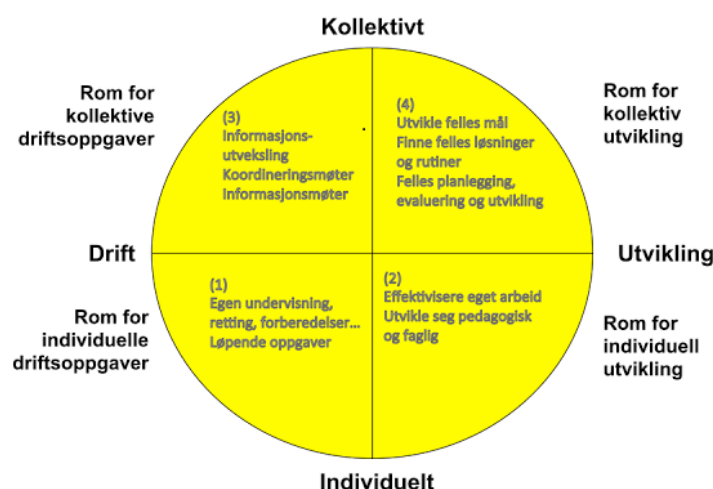 Kollektivt
Rom for
kollektive
driftsoppgaver
(3)
Informasjons-
utveksling
Koordineringsmøter
Informasjonsmøter
(4)
Utvikle felles mål
Finne felles løsninger
og rutiner
Felles planlegging,
evaluering og utvikling
Rom for
kollektiv
utvikling
Drift
Utvikling
Rom for
individuelle
driftsoppgaver
(1)
Egen undervisning,
retting, forberedelser...
Løpende oppgaver
(2)
Effektivisere eget arbeid
Utvikle seg pedagogisk
og faglig
Rom for
individuell
utvikling
Individuelt